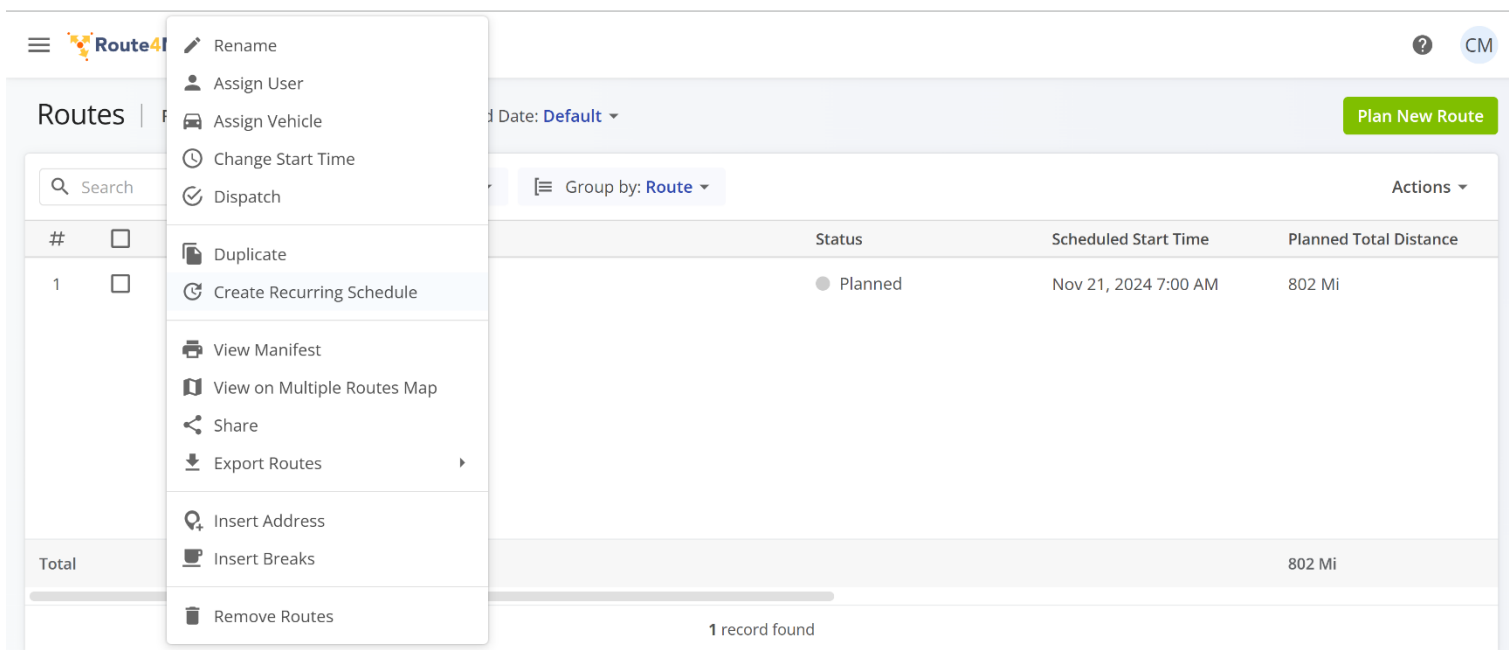 Route4
CM
Routes
d Date: Default
Plan New Route
Search
Group by: Route
Actions
#
Status
Scheduled Start Time
Planned Total Distance
1
Planned
Nov 21, 2024 7:00 AM
802 Mi
Total
802 Mi
1 record found
Rename
Assign User
Assign Vehicle
Change Start Time
Dispatch
Duplicate
Create Recurring Schedule
View Manifest
View on Multiple Routes Map
Share
Export Routes
Insert Address
Insert Breaks
Remove Routes